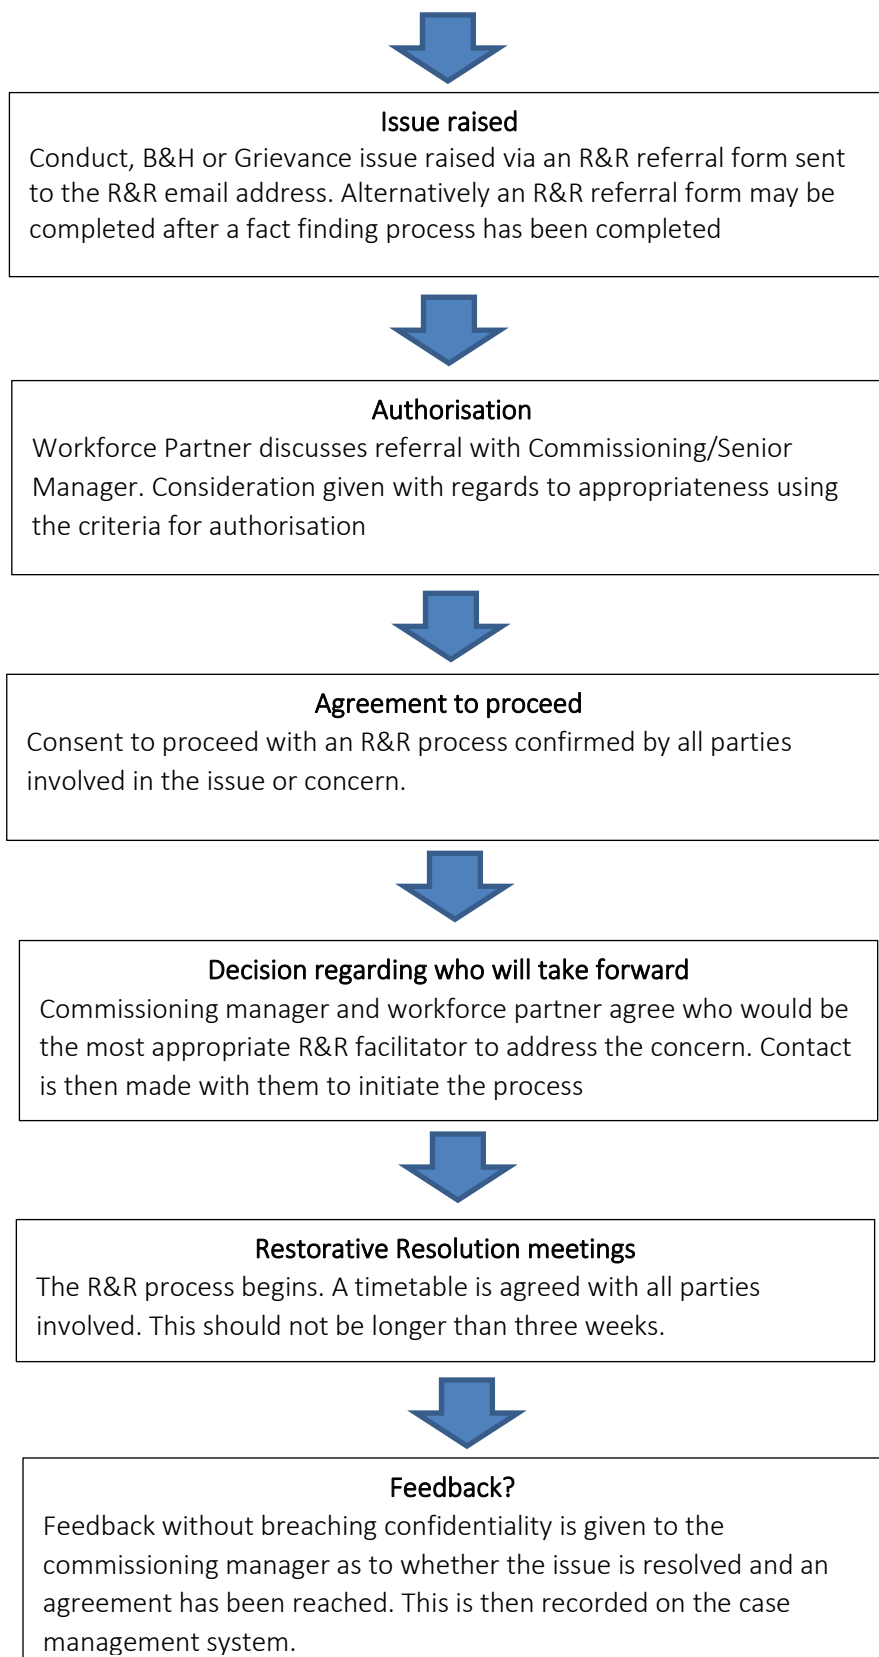 Issue raised
Conduct, B&H or Grievance issue raised via an R&R referral form sent
to the R&R email address. Alternatively an R&R referral form may be
completed after a fact finding process has been completed
Authorisation
Workforce Partner discusses referral with Commissioning/Senior
Manager. Consideration given with regards to appropriateness using
the criteria for authorisation
Agreement to proceed
Consent to proceed with an R&R process confirmed by all parties
involved in the issue or concern.
Decision regarding who will take forward
Commissioning manager and workforce partner agree who would be
the most appropriate R&R facilitator to address the concern. Contact
is then made with them to initiate the process
Restorative Resolution meetings
The R&R process begins. A timetable is agreed with all parties
involved. This should not be longer than three weeks.
Feedback?
Feedback without breaching confidentiality is given to the
commissioning manager as to whether the issue is resolved and an
agreement has been reached. This is then recorded on the case
management system.